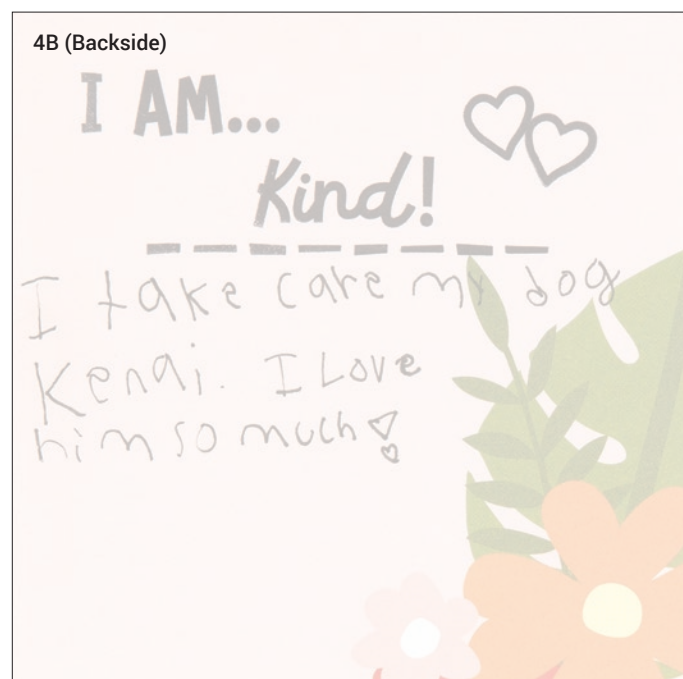 4B (Backside)
I AM...
Kind!
I take care my dog
Kenai. I Love
him so much!